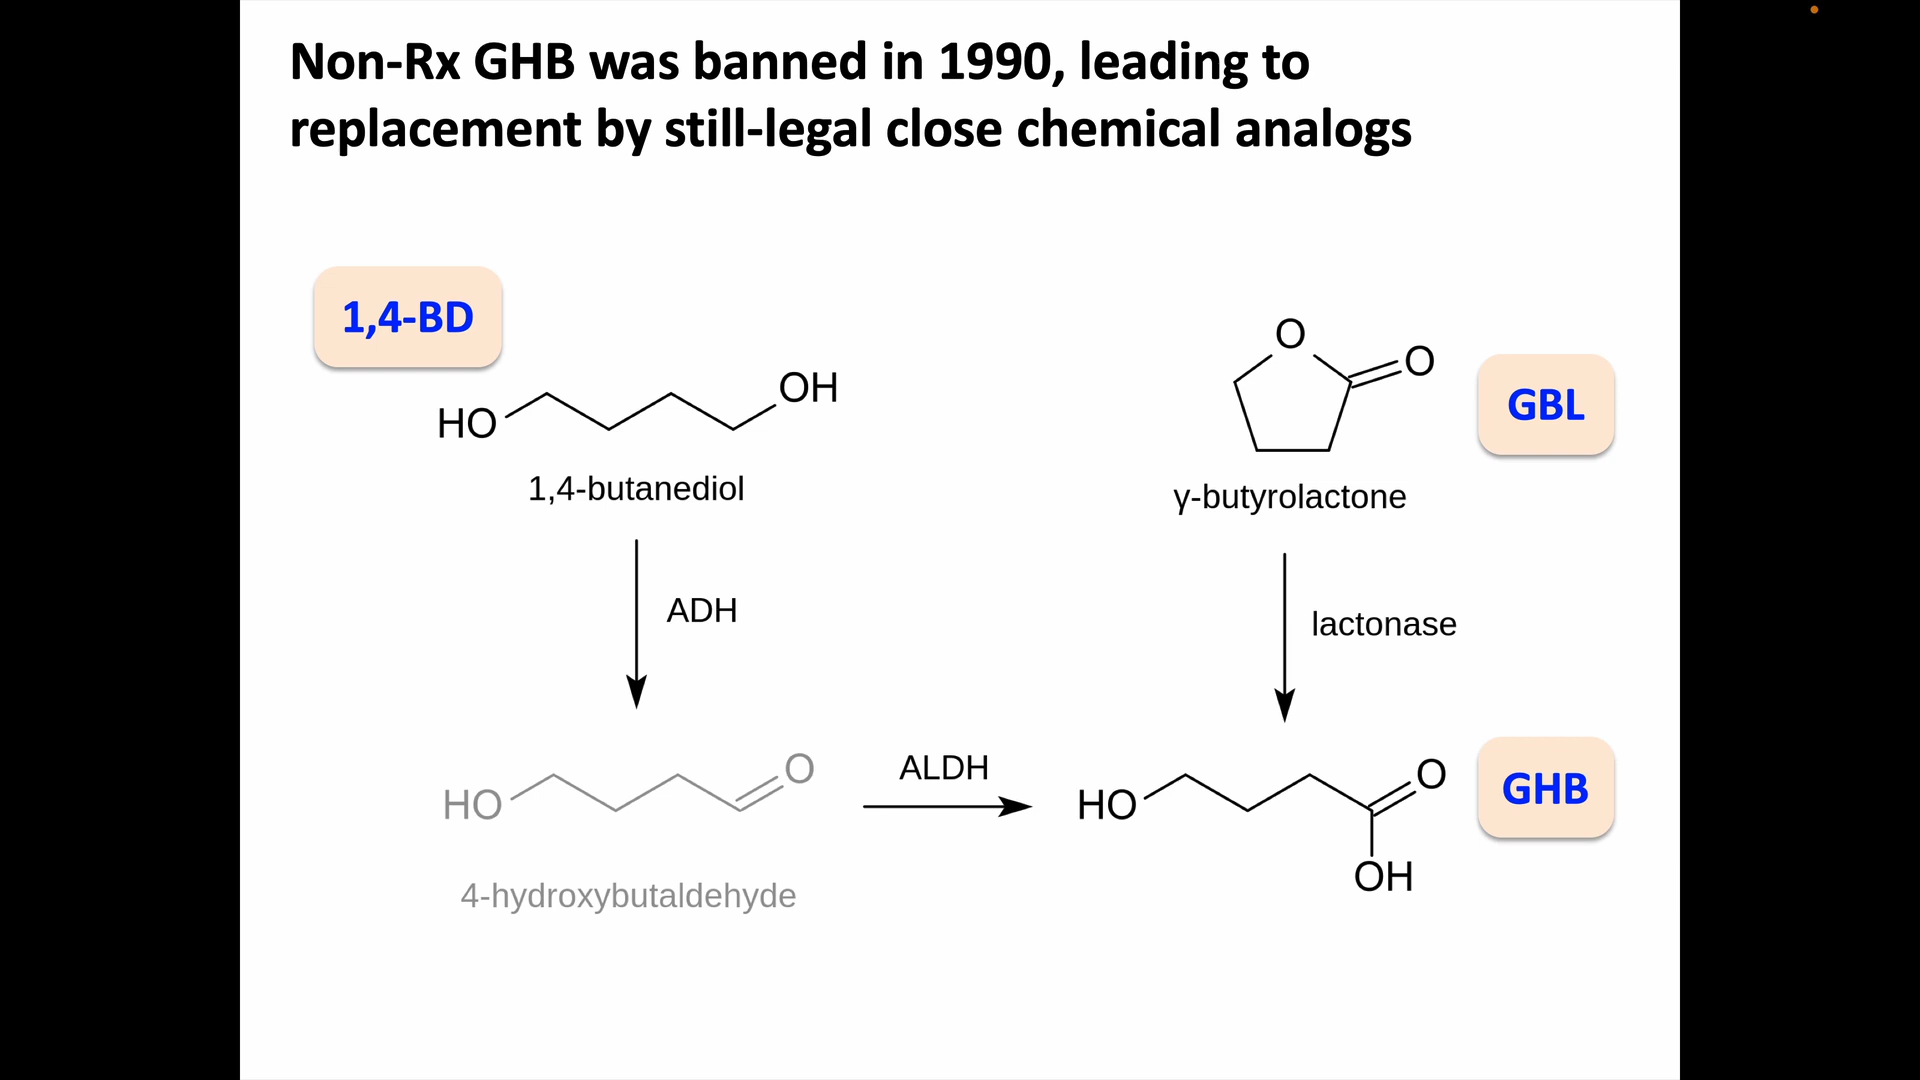 Non-Rx GHB was banned in 1990, leading to
replacement by still-legal close chemical analogs
1,4-BD
HO
OH
1,4-butanediol
O
O
GBL
γ-butyrolactone
ADH
lactonase
HO
O
4-hydroxybutaldehyde
ALDH
HO
O
OH
GHB